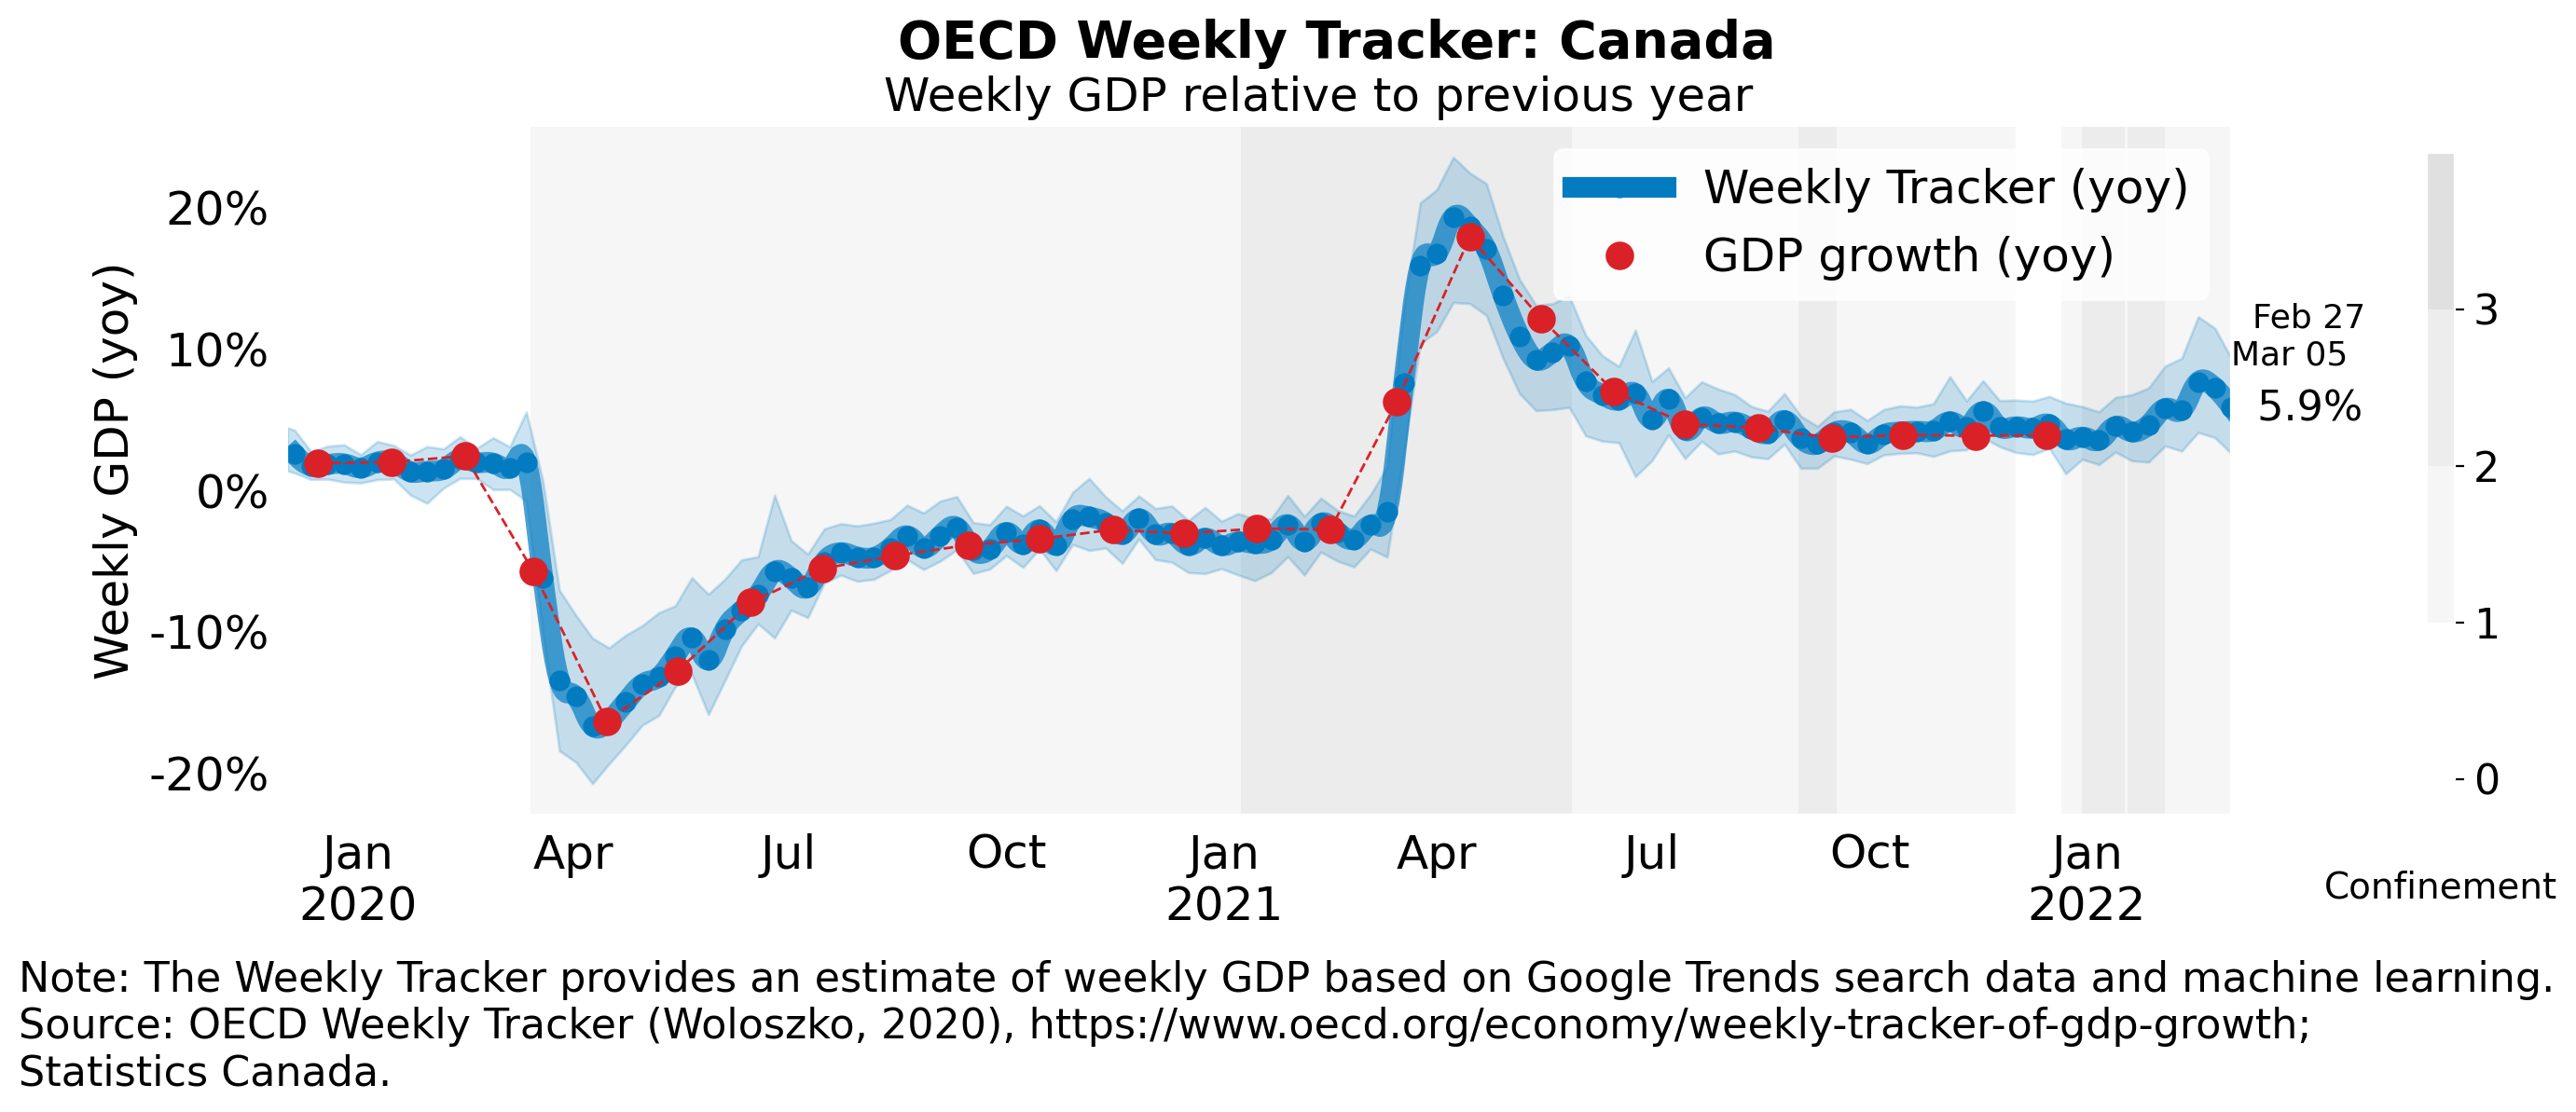 OECD Weekly Tracker: Canada
Weekly GDP relative to previous year
Weekly GDP (yoy)
20%
10%
0%
-10%
-20%
Weekly Tracker (yoy)
GDP growth (yoy)
Feb 27
Mar 05
5.9%
3
2
1
0
Confinement
Jan
2020
Apr
Jul
Oct
Jan
2021
Apr
Jul
Oct
Jan
2022
Note: The Weekly Tracker provides an estimate of weekly GDP based on Google Trends search data and machine learning.
Source: OECD Weekly Tracker (Woloszko, 2020), https://www.oecd.org/economy/weekly-tracker-of-gdp-growth;
Statistics Canada.